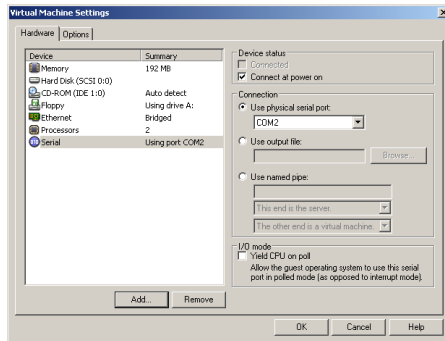 Virtual Machine Settings
Hardware
Options
Device Summary
Memory 192 MB
Hard Disk (SCSI 0:0)
CD-ROM (IDE 1:0) Auto detect
Floppy Using drive A:
Ethernet Bridged
Processors 2
Serial Using port COM2
Add...
Remove
Device status
Connected
Connect at power on
Connection
Use physical serial port:
COM2
Use output file:
Browse...
Use named pipe:
This end is the server.
The other end is a virtual machine.
I/O mode
Yield CPU on poll
Allow the guest operating system to use this serial
port in polled mode (as opposed to interrupt mode).
OK
Cancel
Help